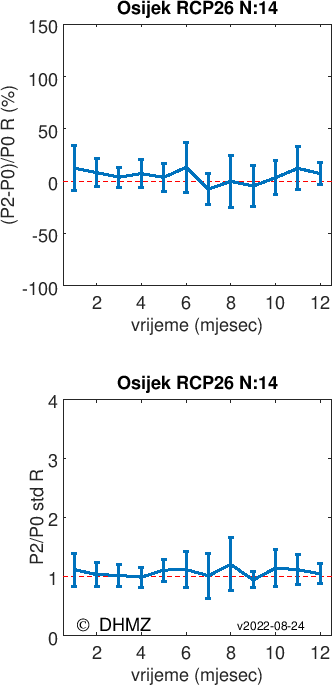 Osijek RCP26 N:14
150
100
50
0
-50
-100
(P2-P0)/P0 R (%)
2 4 6 8 10 12
vrijeme (mjesec)
Osijek RCP26 N:14
4
3
2
1
0
P2/P0 std R
© DHMZ
v2022-08-24
2 4 6 8 10 12
vrijeme (mjesec)